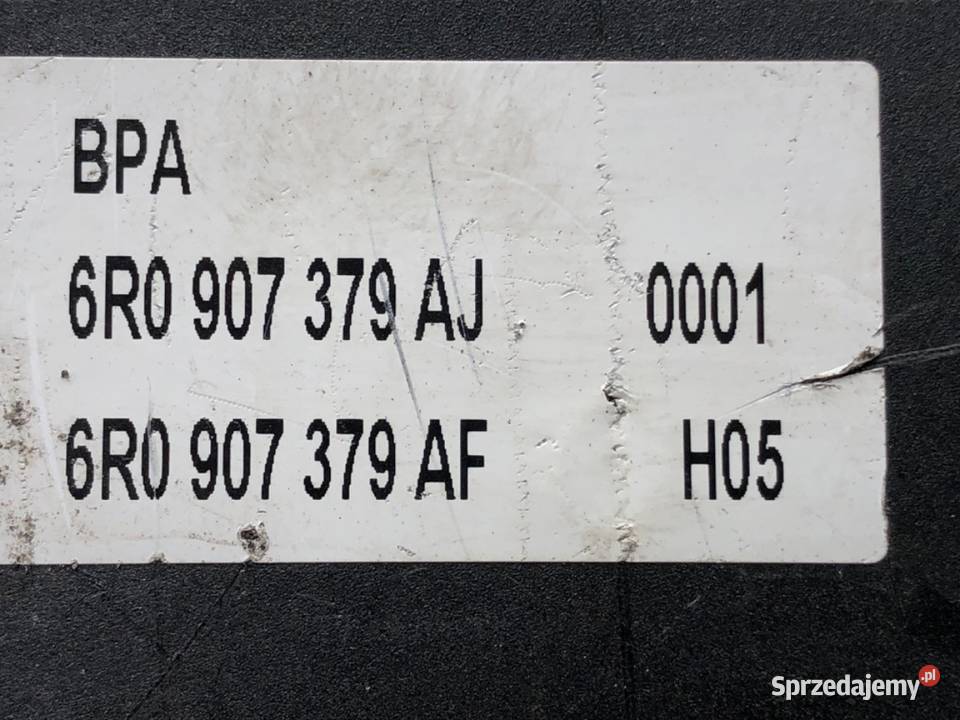 BPA
6R0 907 379 AJ 0001
6R0 907 379 AF H05
Sprzedajemy.pl